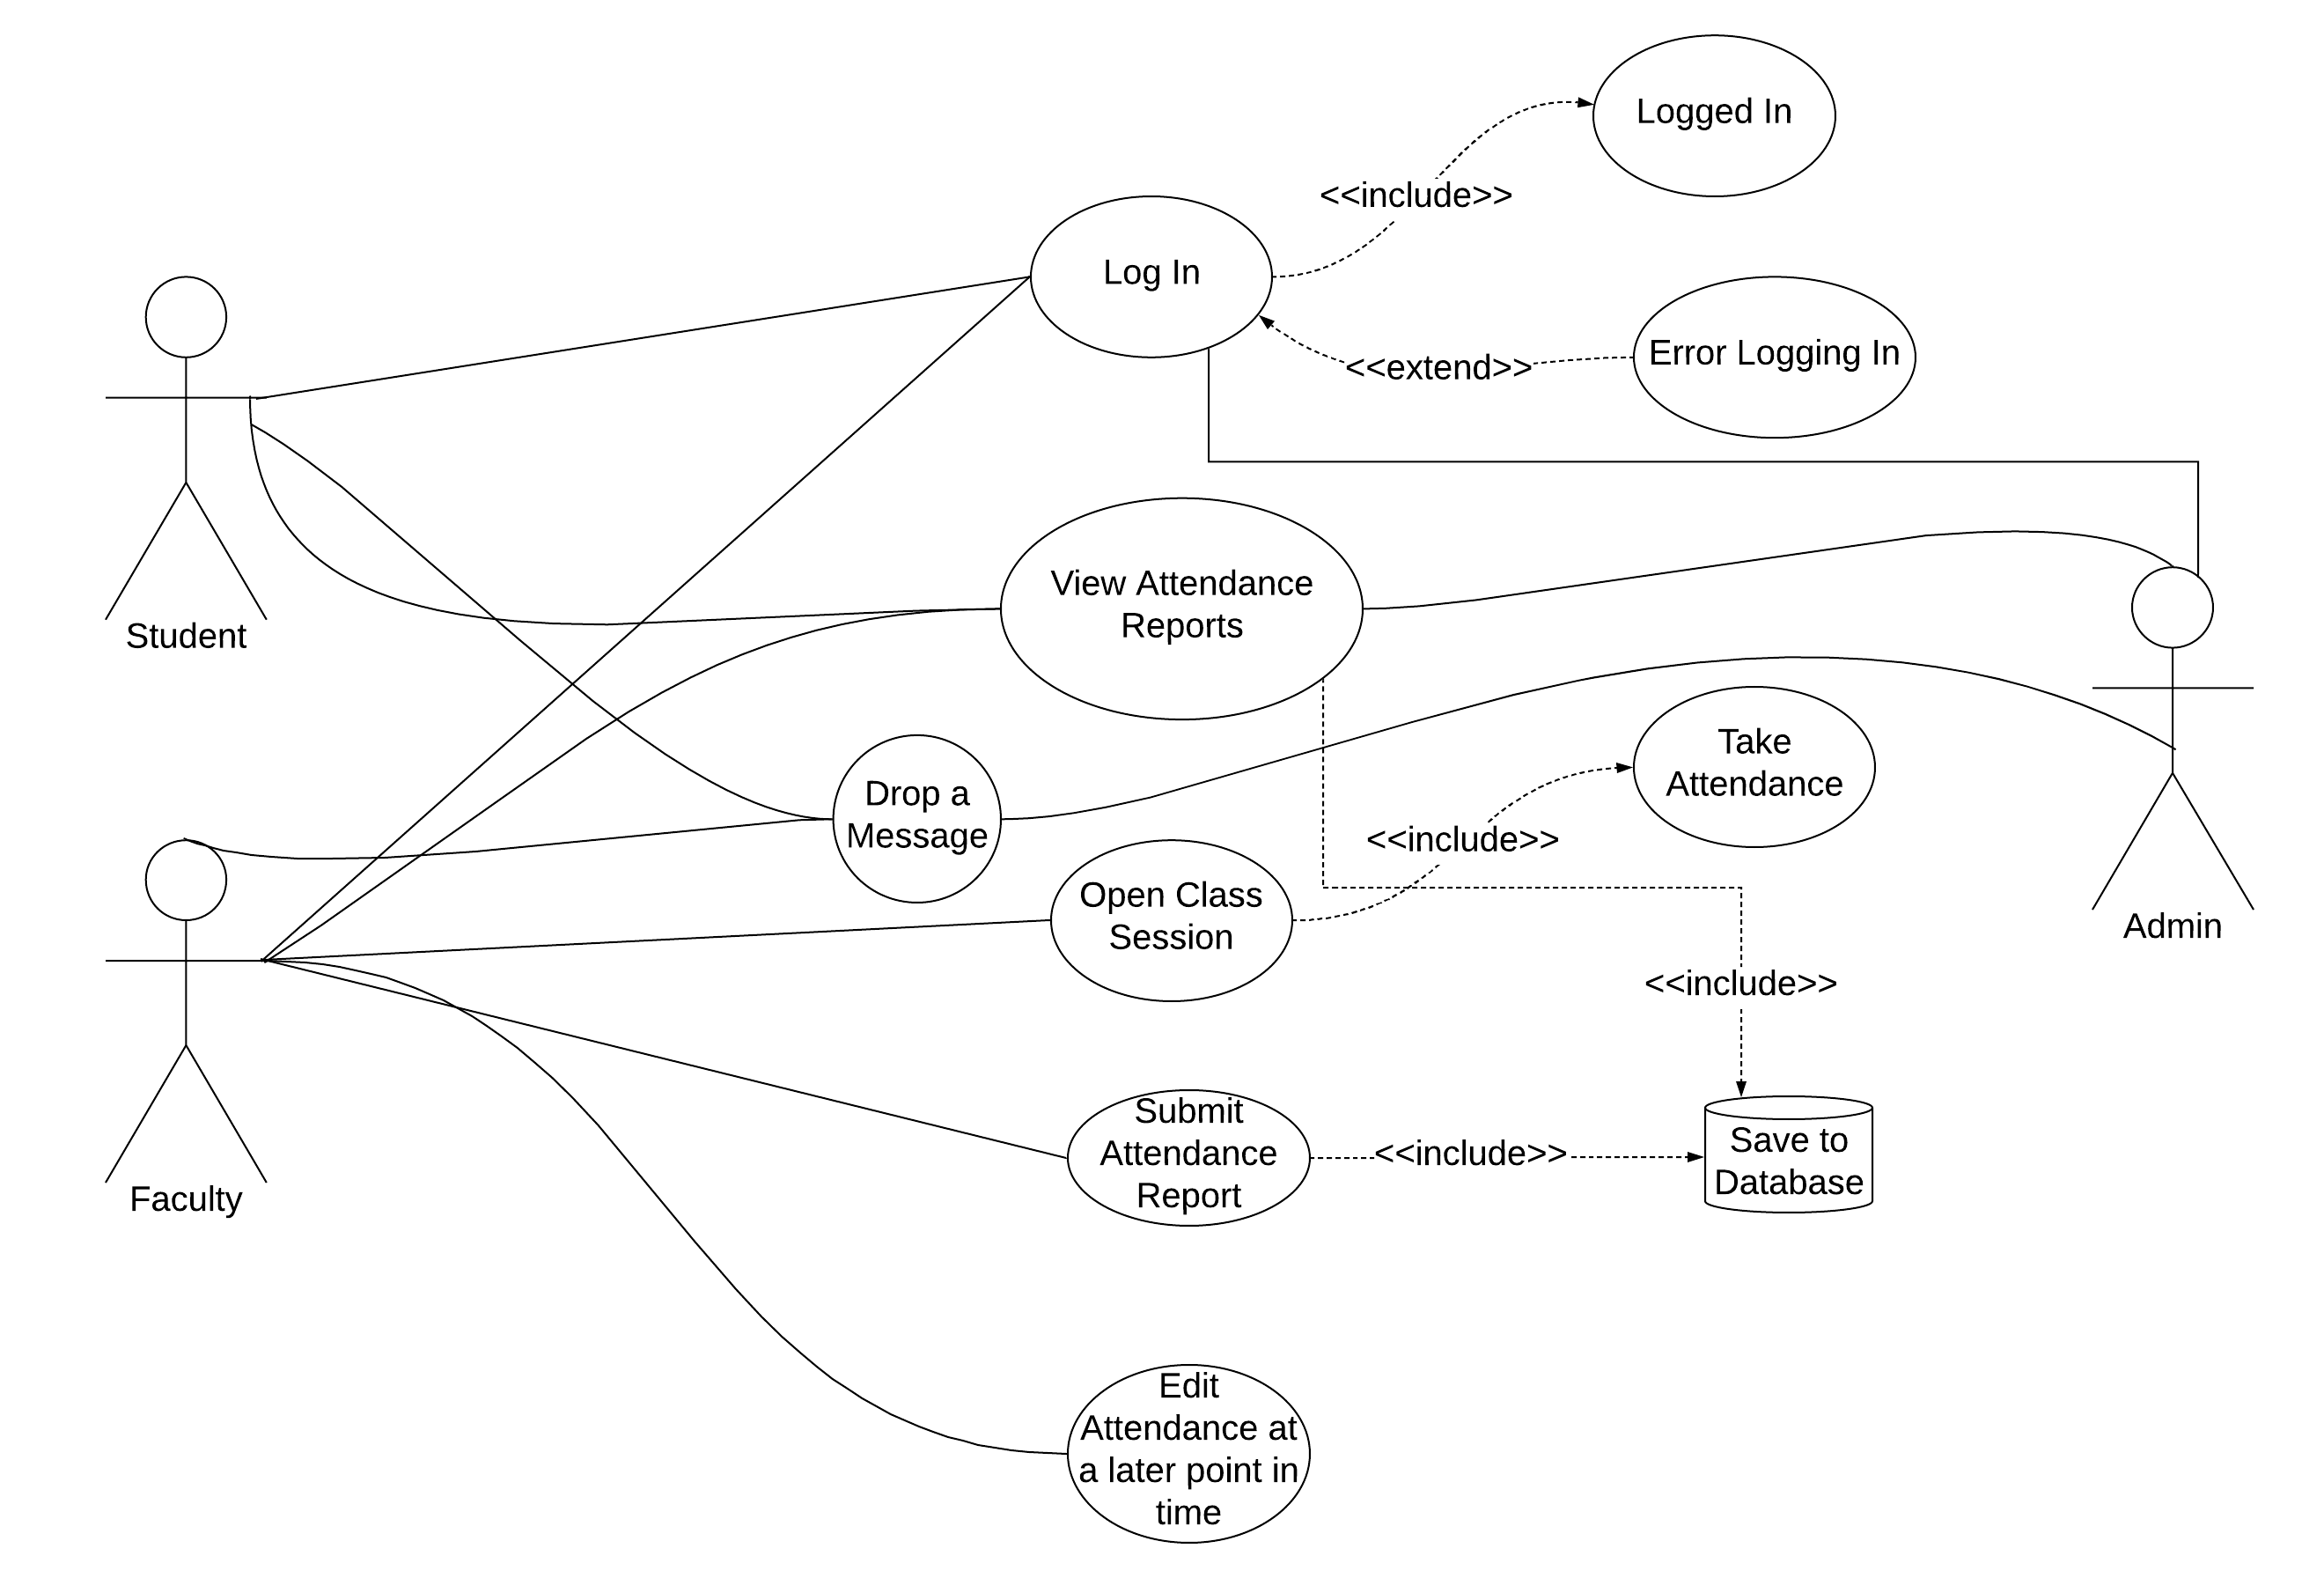 Logged In
<<include>>
Log In
Error Logging In
<<extend>>
Student
View Attendance
Reports
Take
Attendance
Drop a
Message
<<include>>
Open Class
Session
Admin
<<include>>
Submit
Attendance
Report
<<include>>
Save to
Database
Faculty
Edit
Attendance at
a later point in
time